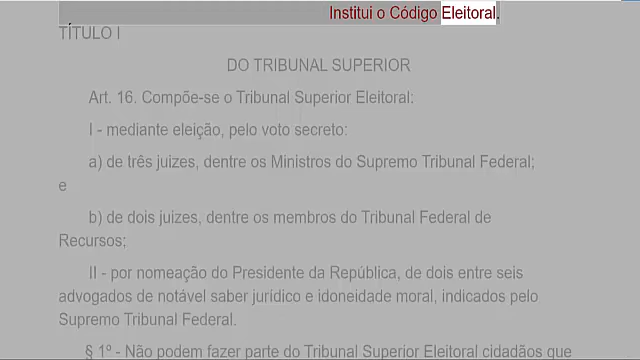 Institui o Código Eleitoral.
TÍTULO I
DO TRIBUNAL SUPERIOR
Art. 16. Compõe-se o Tribunal Superior Eleitoral:
I - mediante eleição, pelo voto secreto:
a) de três juizes, dentre os Ministros do Supremo Tribunal Federal;
e
b) de dois juizes, dentre os membros do Tribunal Federal de
Recursos;
II - por nomeação do Presidente da República, de dois entre seis
advogados de notável saber jurídico e idoneidade moral, indicados pelo
Supremo Tribunal Federal.
§ 1º - Não podem fazer parte do Tribunal Superior Eleitoral cidadãos que